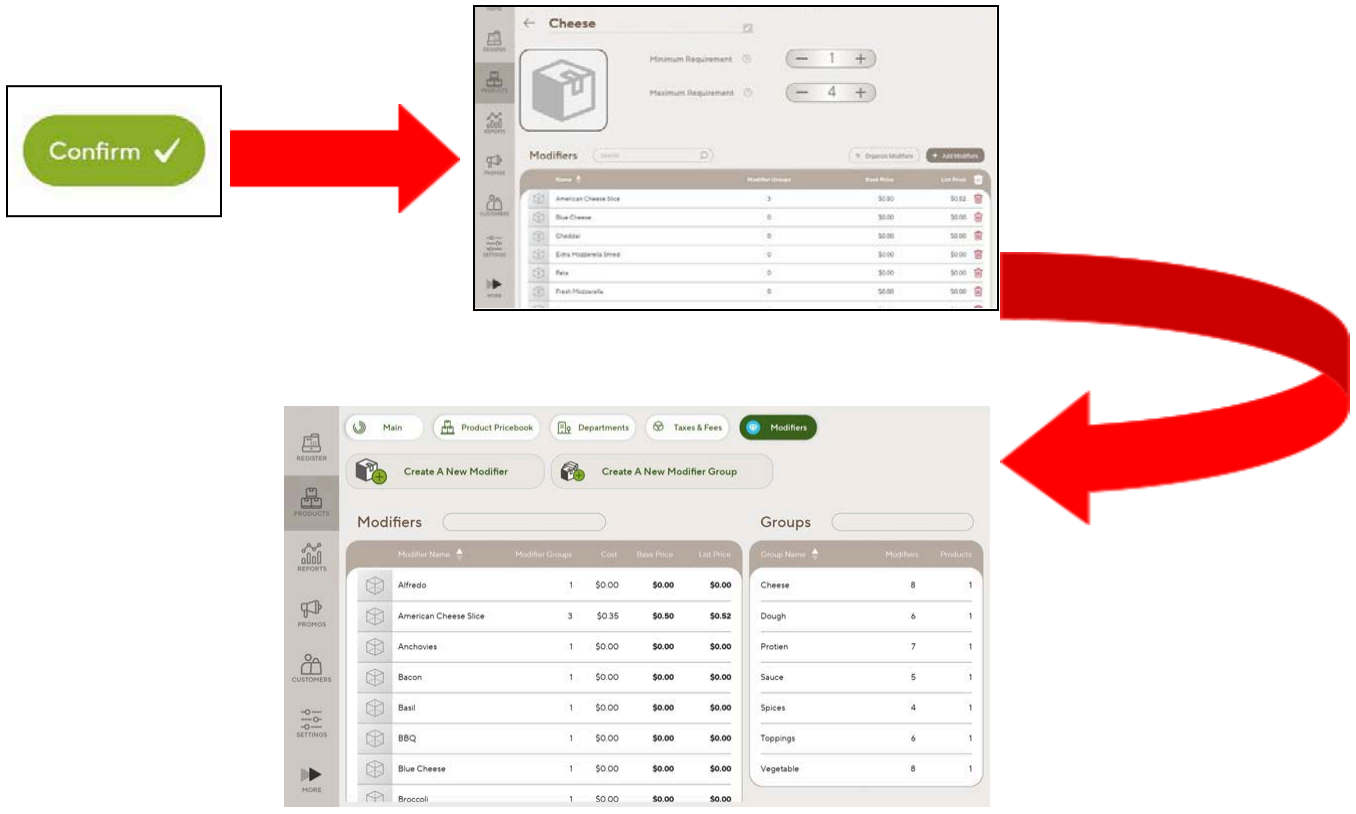 Confirm
Cheese
Minimum Requirement 1
Maximum Requirement 4
REGISTER
PRODUCTS
REPORTS
PROMOS
CUSTOMERS
SETTINGS
MORE
Modifiers Search Organize Modifiers + Add Modifiers
Name Modifier Groups Base Price List Price
American Cheese Slice 3 $0.50 $0.52
Blue Cheese 0 $0.00 $0.00
Cheddar 0 $0.00 $0.00
Extra Mozzarella Shred 0 $0.00 $0.00
Feta 0 $0.00 $0.00
Fresh Mozzarella 0 $0.00 $0.00
Main Product Pricebook Departments Taxes & Fees Modifiers
Create A New Modifier Create A New Modifier Group
REGISTER
PRODUCTS
REPORTS
PROMOS
CUSTOMERS
SETTINGS
MORE
Modifiers
Modifier Name Modifier Groups Cost Base Price List Price
Alfredo 1 $0.00 $0.00 $0.00
American Cheese Slice 3 $0.35 $0.50 $0.52
Anchovies 1 $0.00 $0.00 $0.00
Bacon 1 $0.00 $0.00 $0.00
Basil 1 $0.00 $0.00 $0.00
BBQ 1 $0.00 $0.00 $0.00
Blue Cheese 1 $0.00 $0.00 $0.00
Broccoli 1 $0.00 $0.00 $0.00
Groups
Group Name Modifiers Products
Cheese 8 1
Dough 6 1
Protien 7 1
Sauce 5 1
Spices 4 1
Toppings 6 1
Vegetable 8 1